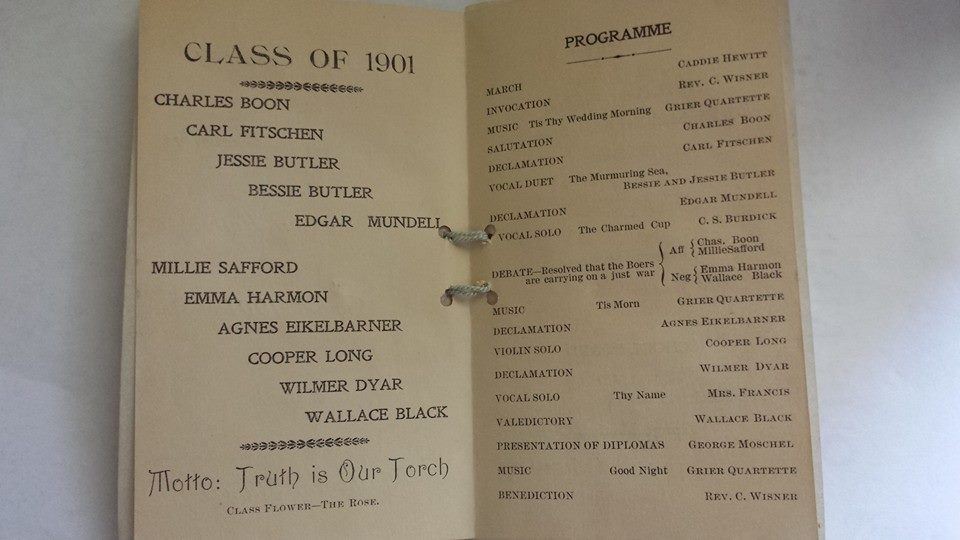 CLASS OF 1901
CHARLES BOON
CARL FITSCHEN
JESSIE BUTLER
BESSIE BUTLER
EDGAR MUNDELL
MILLIE SAFFORD
EMMA HARMON
AGNES EIKELBARNER
COOPER LONG
WILMER DYAR
WALLACE BLACK
Motto: Truth is Our Torch
CLASS FLOWER—THE ROSE.
PROGRAMME
MARCH CADDIE HEWITT
INVOCATION REV. C. WISNER
MUSIC Tis Thy Wedding Morning GRIER QUARTETTE
SALUTATION CHARLES BOON
DECLAMATION CARL FITSCHEN
VOCAL DUET The Murmuring Sea,
BESSIE AND JESSIE BUTLER
DECLAMATION EDGAR MUNDELL
VOCAL SOLO The Charmed Cup C. S. BURDICK
DEBATE—Resolved that the Boers are carrying on a just war
Aff { Chas. Boon
MillieSafford
Neg { Emma Harmon
Wallace Black
MUSIC Tis Morn GRIER QUARTETTE
DECLAMATION AGNES EIKELBARNER
VIOLIN SOLO COOPER LONG
DECLAMATION WILMER DYAR
VOCAL SOLO Thy Name MRS. FRANCIS
VALEDICTORY WALLACE BLACK
PRESENTATION OF DIPLOMAS GEORGE MOSCHEL
MUSIC Good Night GRIER QUARTETTE
BENEDICTION REV. C. WISNER